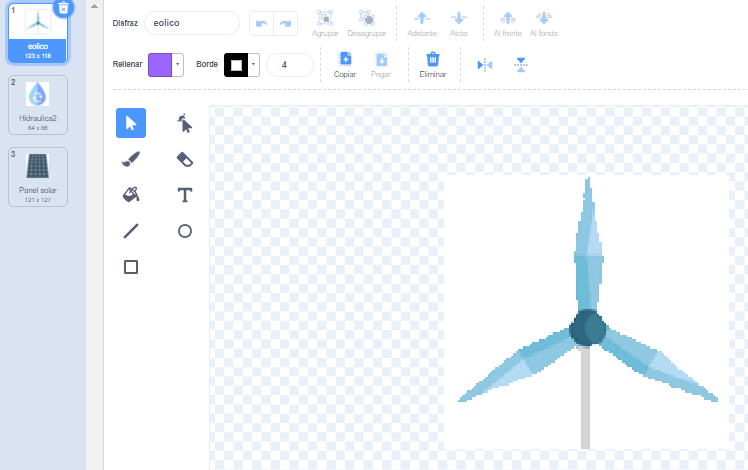 1
eolico
123 x 118
2
Hidraulica2
84 x 86
3
Panel solar
121 x 127
Disfraz eolico
Agrupar Desagrupar Adelante Atrás Al frente Al fondo
Rellenar Borde 4
Copiar Pegar Eliminar
T